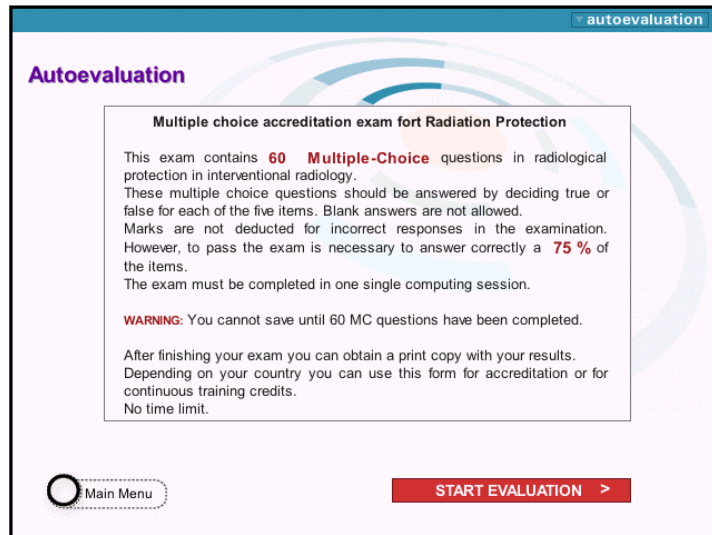 autoevaluation
Autoevaluation
Multiple choice accreditation exam fort Radiation Protection
This exam contains 60 Multiple-Choice questions in radiological
protection in interventional radiology.
These multiple choice questions should be answered by deciding true or
false for each of the five items. Blank answers are not allowed.
Marks are not deducted for incorrect responses in the examination.
However, to pass the exam is necessary to answer correctly a 75 % of
the items.
The exam must be completed in one single computing session.
WARNING: You cannot save until 60 MC questions have been completed.
After finishing your exam you can obtain a print copy with your results.
Depending on your country you can use this form for accreditation or for
continuous training credits.
No time limit.
Main Menu
START EVALUATION >